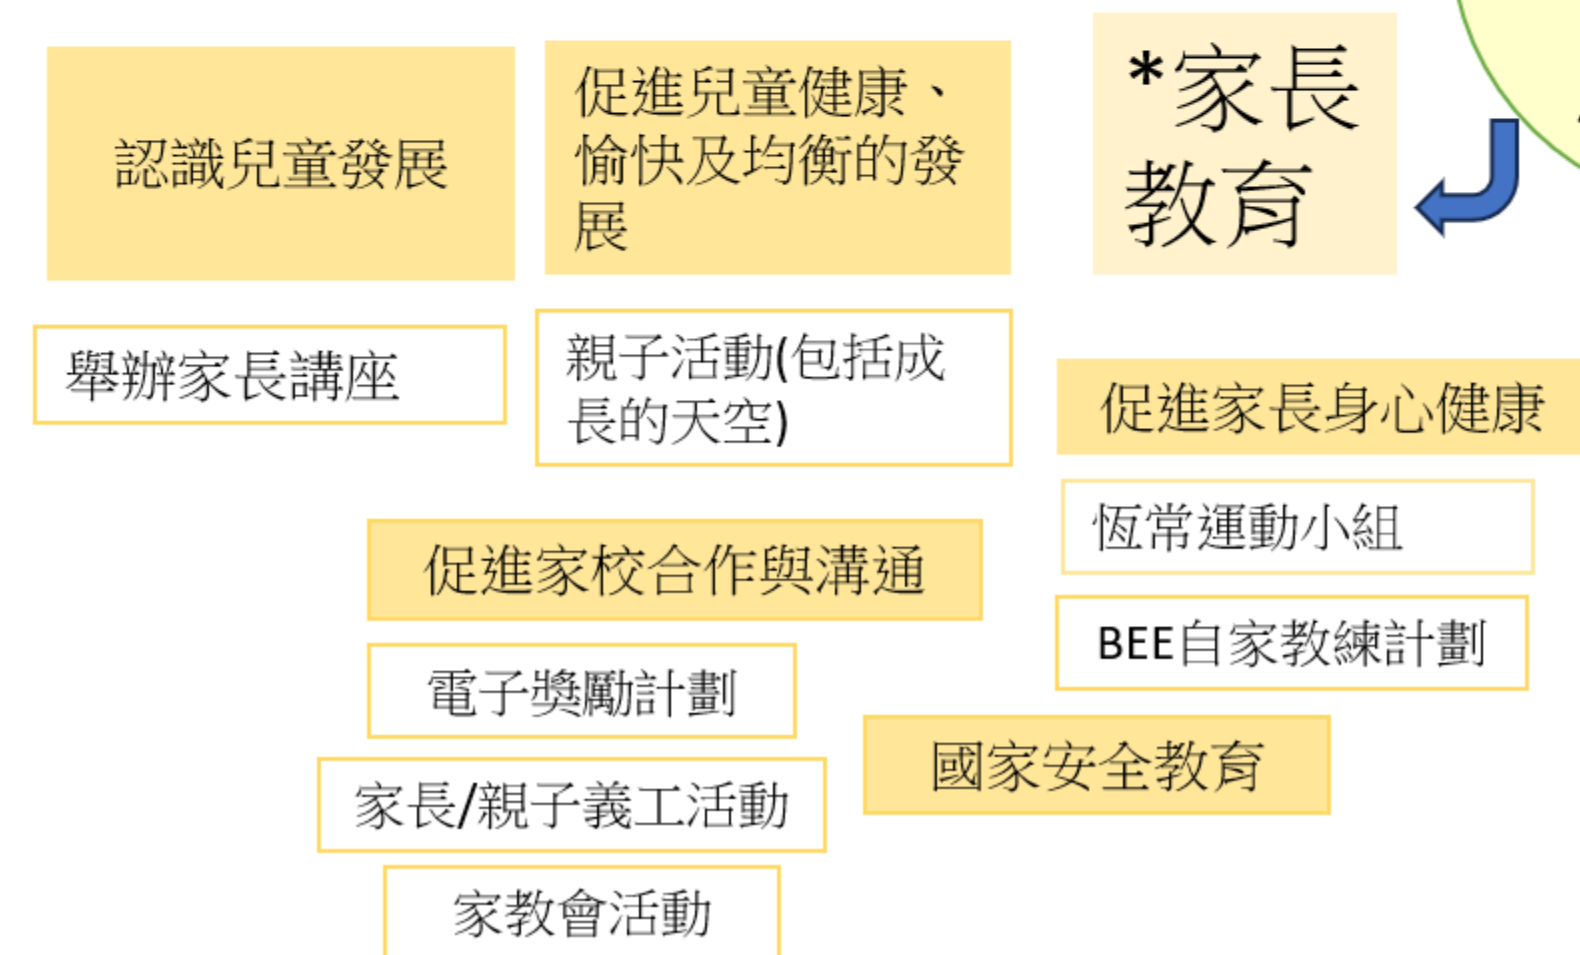 *家長
教育
認識兒童發展
舉辦家長講座
促進兒童健康、
愉快及均衡的發
展
親子活動(包括成
長的天空)
促進家長身心健康
恆常運動小組
BEE自家教練計劃
促進家校合作與溝通
電子獎勵計劃
家長/親子義工活動
家教會活動
國家安全教育